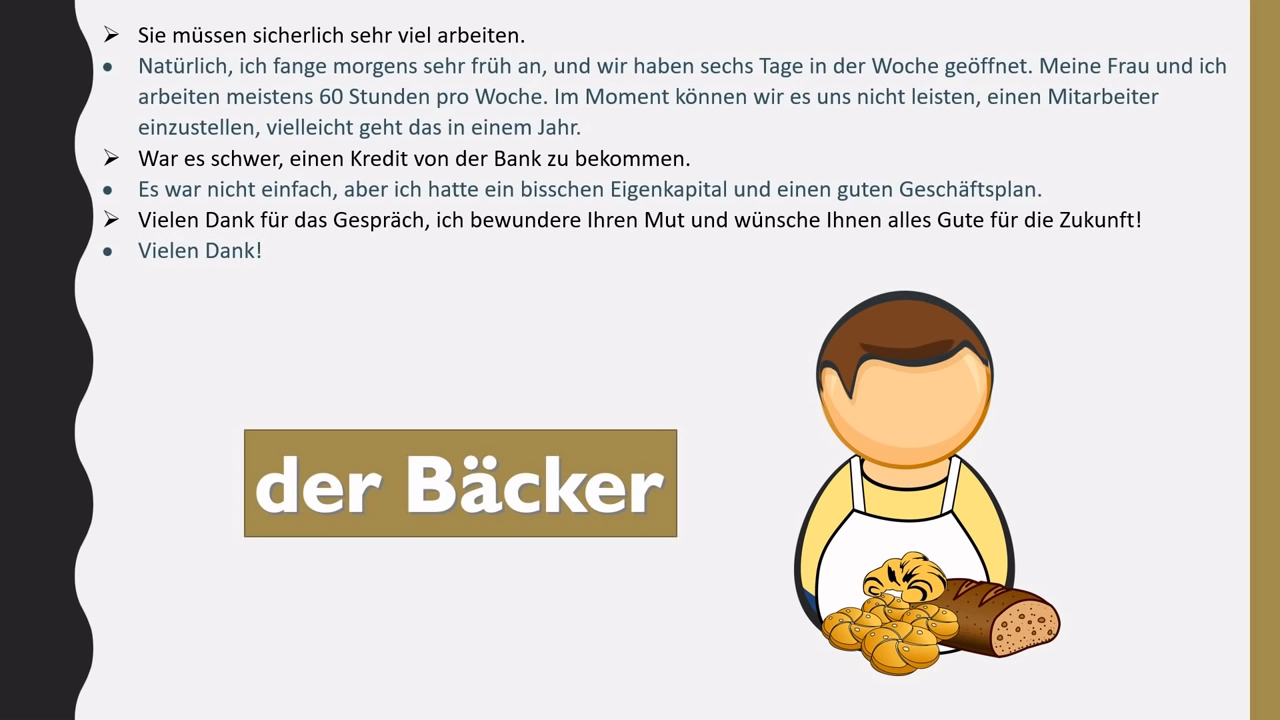 ➢ Sie müssen sicherlich sehr viel arbeiten.
• Natürlich, ich fange morgens sehr früh an, und wir haben sechs Tage in der Woche geöffnet. Meine Frau und ich
arbeiten meistens 60 Stunden pro Woche. Im Moment können wir es uns nicht leisten, einen Mitarbeiter
einzustellen, vielleicht geht das in einem Jahr.
➢ War es schwer, einen Kredit von der Bank zu bekommen.
• Es war nicht einfach, aber ich hatte ein bisschen Eigenkapital und einen guten Geschäftsplan.
➢ Vielen Dank für das Gespräch, ich bewundere Ihren Mut und wünsche Ihnen alles Gute für die Zukunft!
• Vielen Dank!
der Bäcker